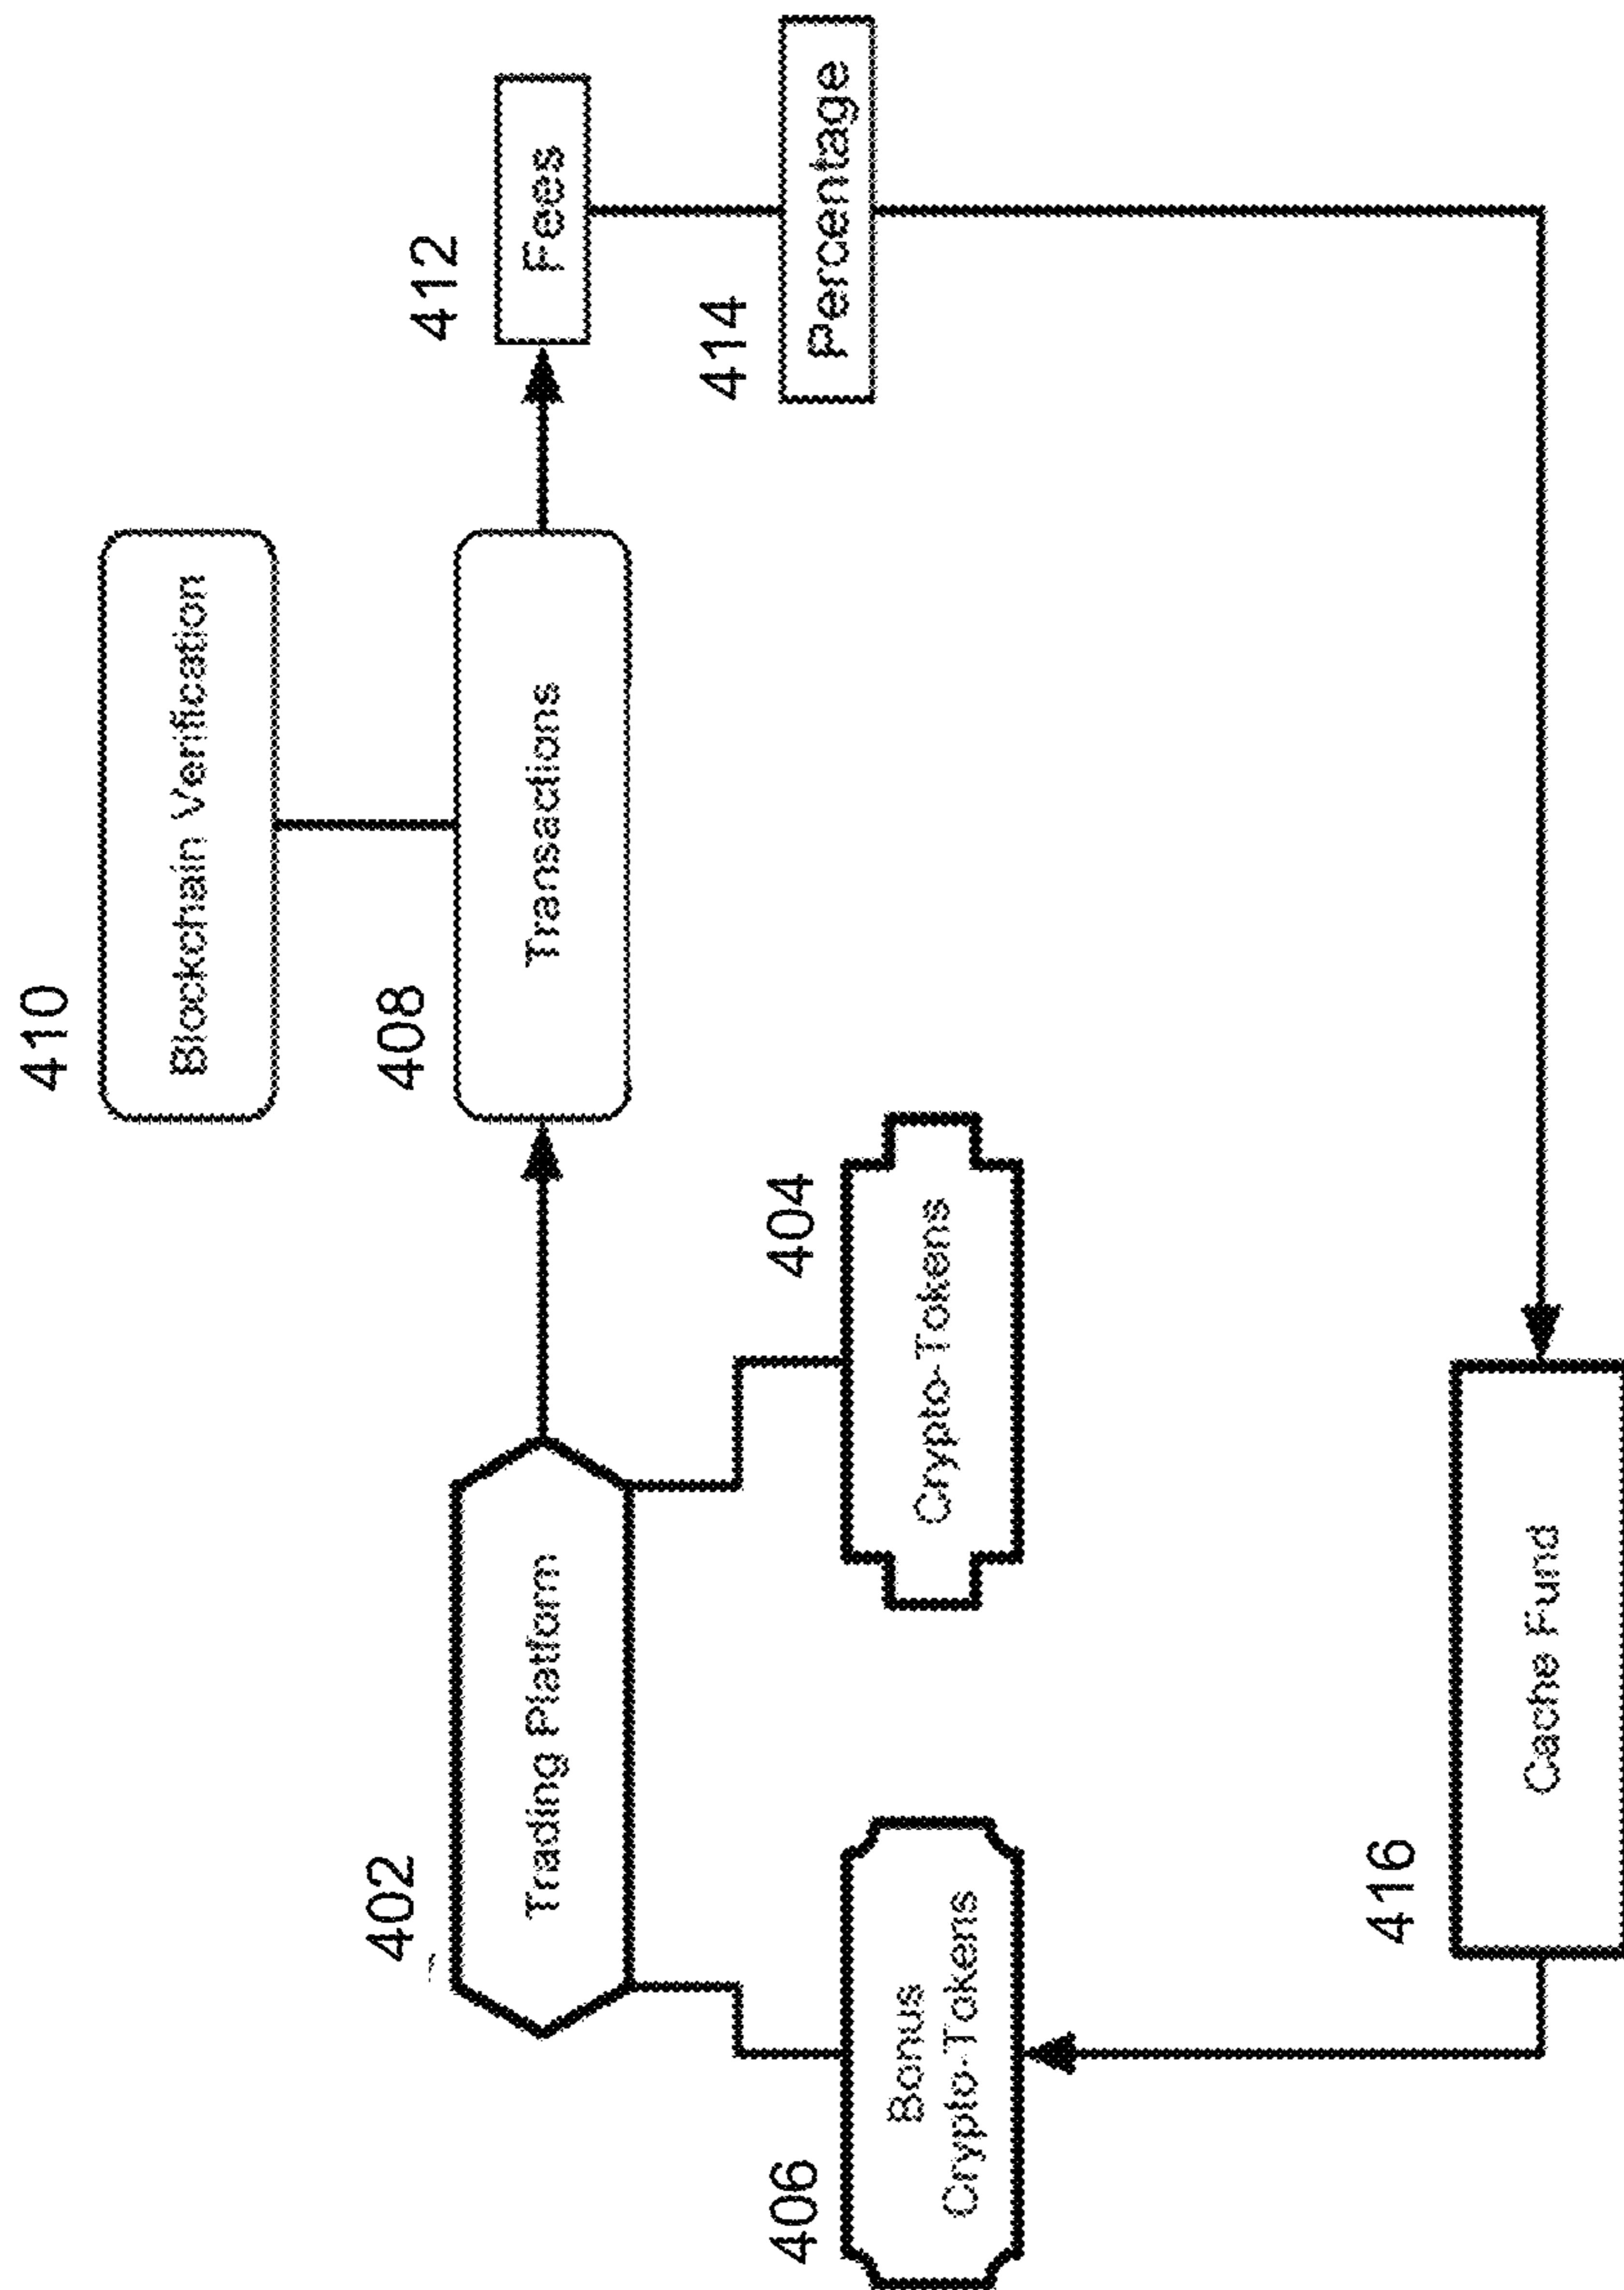 410
Blockchain Verification
402
408
412
Trading Platform
Transactions
Fees
414
406
404
Percentage
Bonus
Crypto-Tokens
Crypto-Tokens
416
Cache Fund